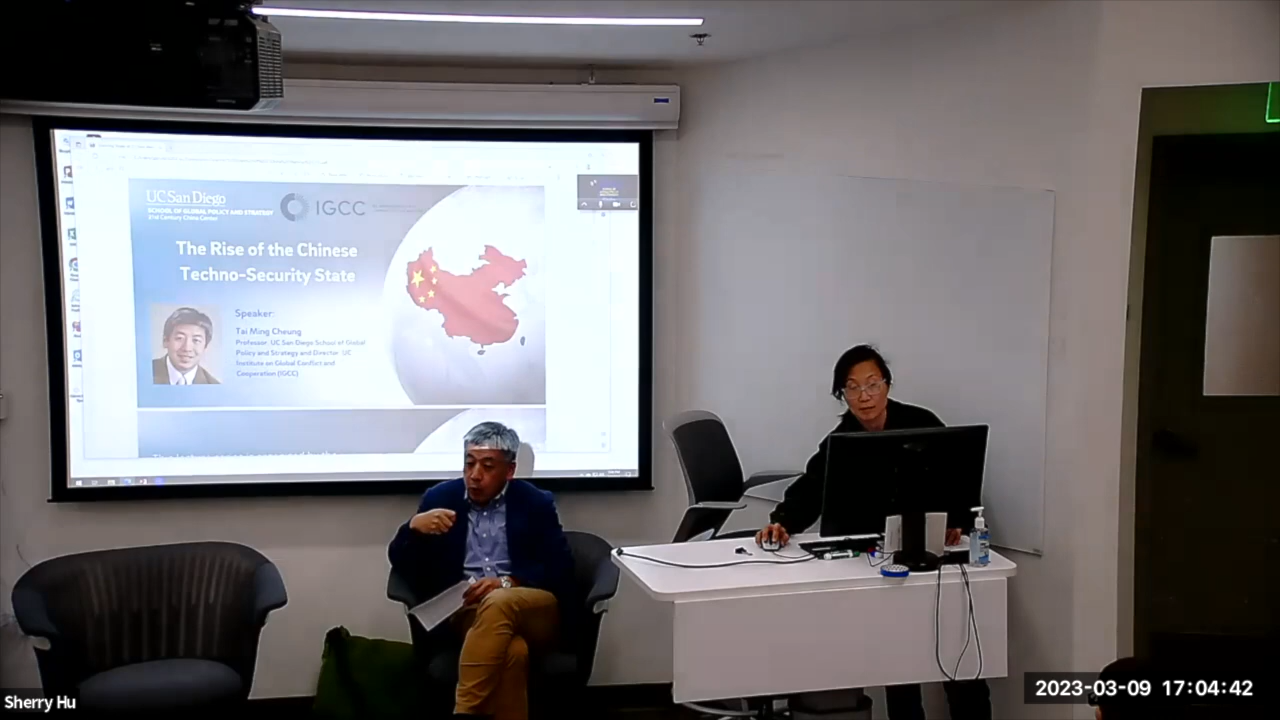 UC San Diego
SCHOOL OF GLOBAL POLICY AND STRATEGY
21st Century China Center
IGCC
The Rise of the Chinese
Techno-Security State
Speaker:
Tai Ming Cheung
Professor, UC San Diego School of Global
Policy and Strategy and Director, UC
Institute on Global Conflict and
Cooperation (IGCC)
Sherry Hu
2023-03-09 17:04:42